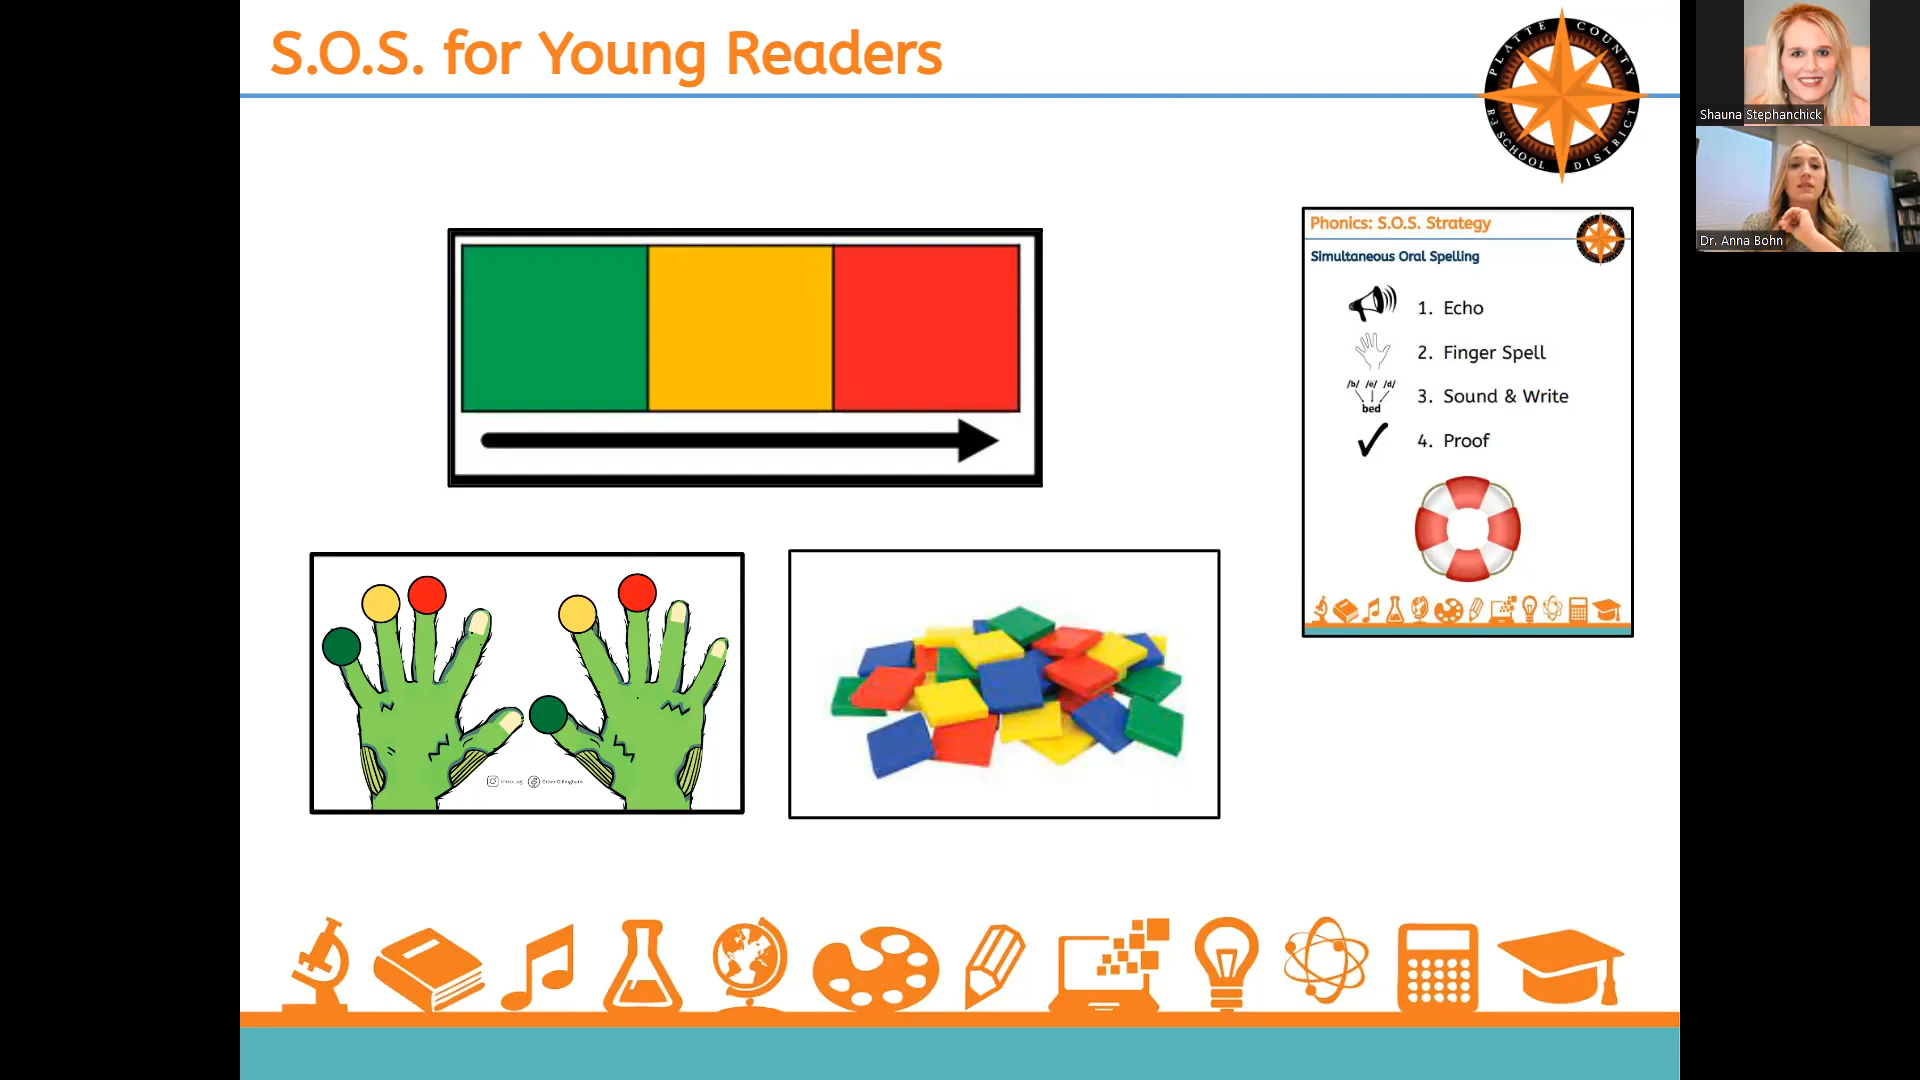 S.O.S. for Young Readers
PLATTE COUNTY
R3 SCHOOL DISTRICT
Shauna Stephanchick
Dr. Anna Bohn
Phonics: S.O.S. Strategy
Simultaneous Oral Spelling
1. Echo
2. Finger Spell
/b/ /e/ /d/
bed
3. Sound & Write
4. Proof